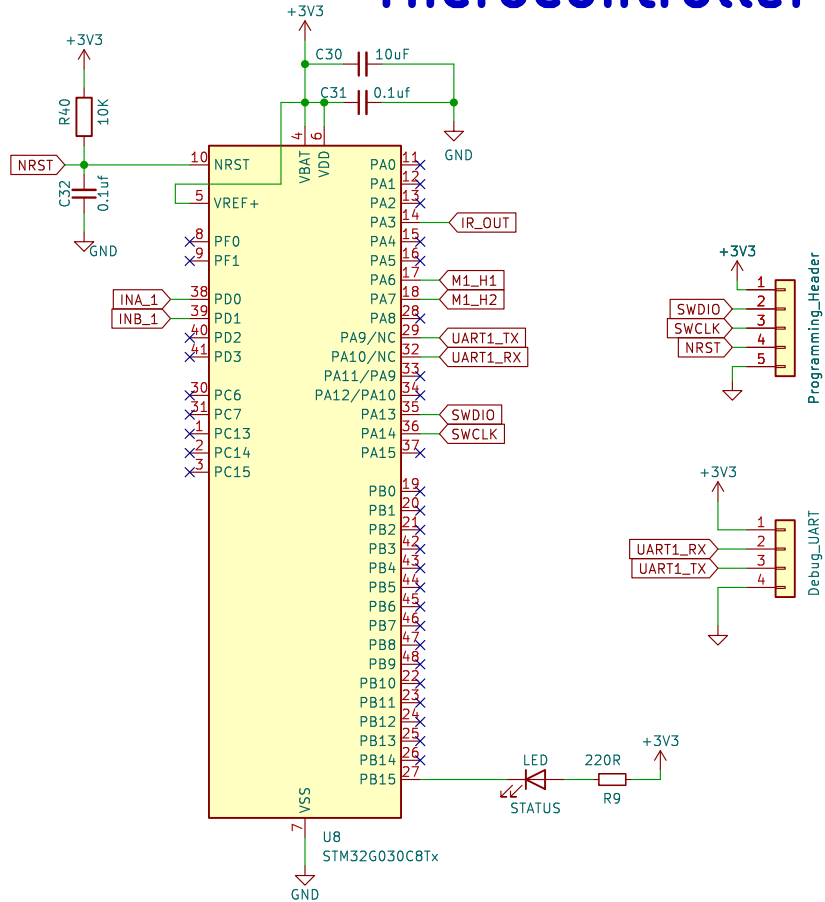 Microcontroller
+3V3
+3V3
C30 10uF
C31 0.1uf
R40 10K
GND
NRST
C32 0.1uf
GND
10 NRST
5 VREF+
8 PF0
9 PF1
INA_1 38 PD0
INB_1 39 PD1
40 PD2
41 PD3
30 PC6
31 PC7
1 PC13
2 PC14
3 PC15
4 VBAT
6 VDD
PA0 11
PA1 12
PA2 13
PA3 14 IR_OUT
PA4 15
PA5 16
PA6 17 M1_H1
PA7 18 M1_H2
PA8 28
PA9/NC 29 UART1_TX
PA10/NC 32 UART1_RX
PA11/PA9 33
PA12/PA10 34
PA13 35 SWDIO
PA14 36 SWCLK
PA15 37
PB0 19
PB1 20
PB2 21
PB3 42
PB4 43
PB5 44
PB6 45
PB7 46
PB8 47
PB9 48
PB10 22
PB11 23
PB12 24
PB13 25
PB14 26
PB15 27
VSS 7
U8
STM32G030C8Tx
GND
LED
STATUS
220R
R9
+3V3
+3V3
1
SWDIO 2
SWCLK 3
NRST 4
5
Programming_Header
+3V3
1
UART1_RX 2
UART1_TX 3
4
Debug_UART